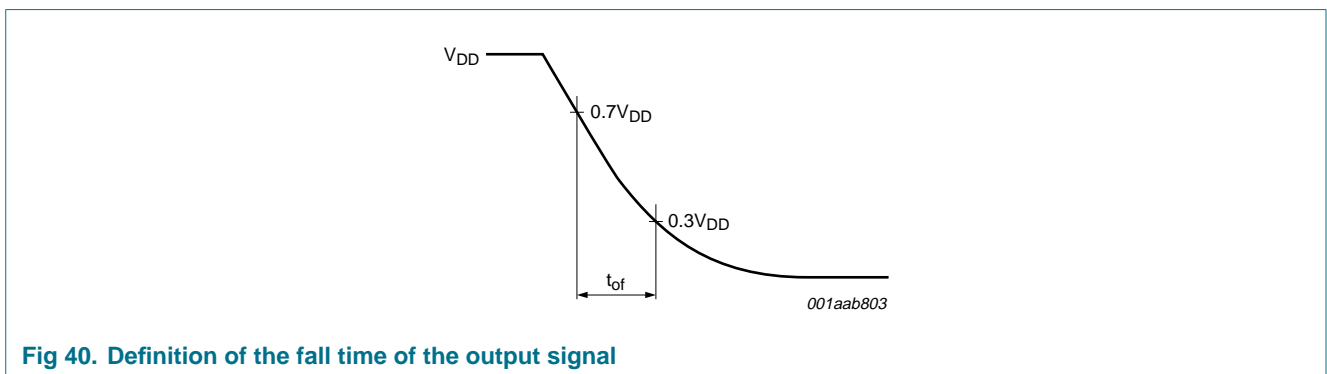 VDD
0.7VDD
0.3VDD
tof
001aab803
Fig 40. Definition of the fall time of the output signal